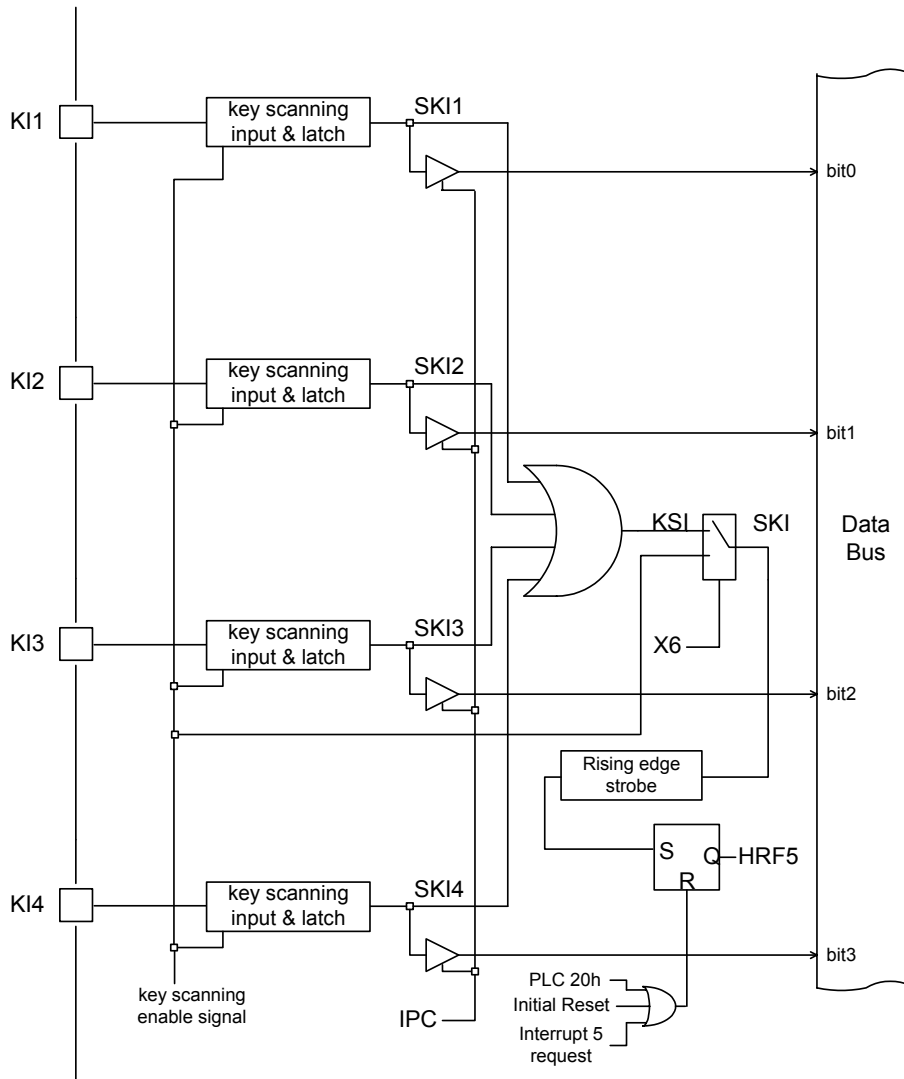 KI1
key scanning
input & latch
SKI1
bit0
KI2
key scanning
input & latch
SKI2
bit1
KSI
SKI
Data
Bus
KI3
key scanning
input & latch
SKI3
X6
bit2
Rising edge
strobe
S
Q
HRF5
R
KI4
key scanning
input & latch
SKI4
bit3
key scanning
enable signal
IPC
PLC 20h
Initial Reset
Interrupt 5
request